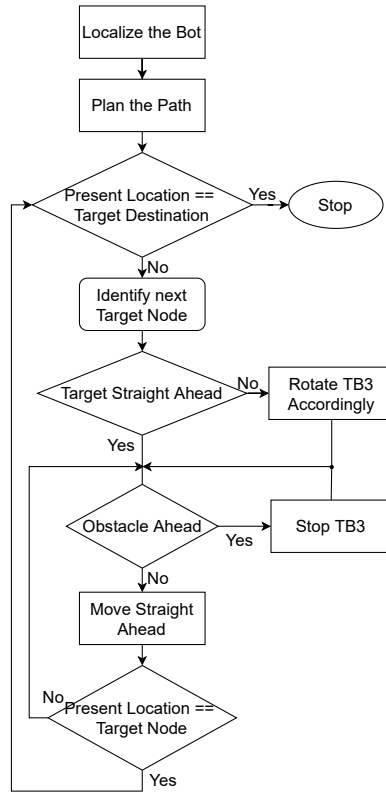 Localize the Bot
Plan the Path
Present Location ==
Target Destination
Yes
Stop
No
Identify next
Target Node
Target Straight Ahead
No
Rotate TB3
Accordingly
Yes
Obstacle Ahead
Yes
Stop TB3
No
Move Straight
Ahead
No
Present Location ==
Target Node
Yes